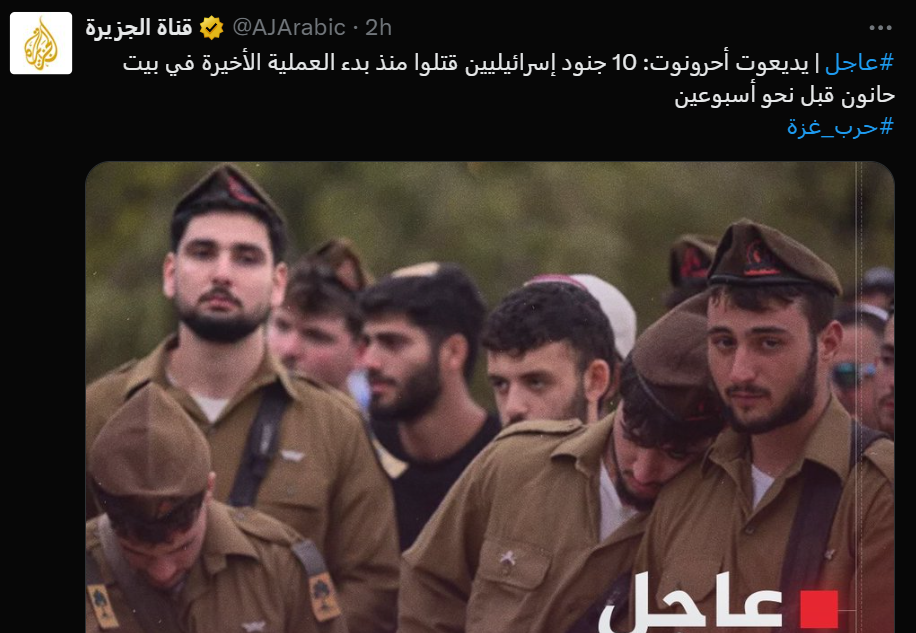 قناة الجزيرة @AJArabic · 2h
#عاجل | يديعوت أحرونوت: 10 جنود إسرائيليين قتلوا منذ بدء العملية الأخيرة في بيت
حانون قبل نحو أسبوعين
#حرب_غزة
عاجل